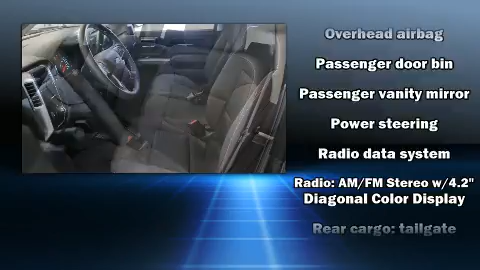 Overhead airbag
Passenger door bin
Passenger vanity mirror
Power steering
Radio data system
Radio: AM/FM Stereo w/4.2"
Diagonal Color Display
Rear cargo: tailgate